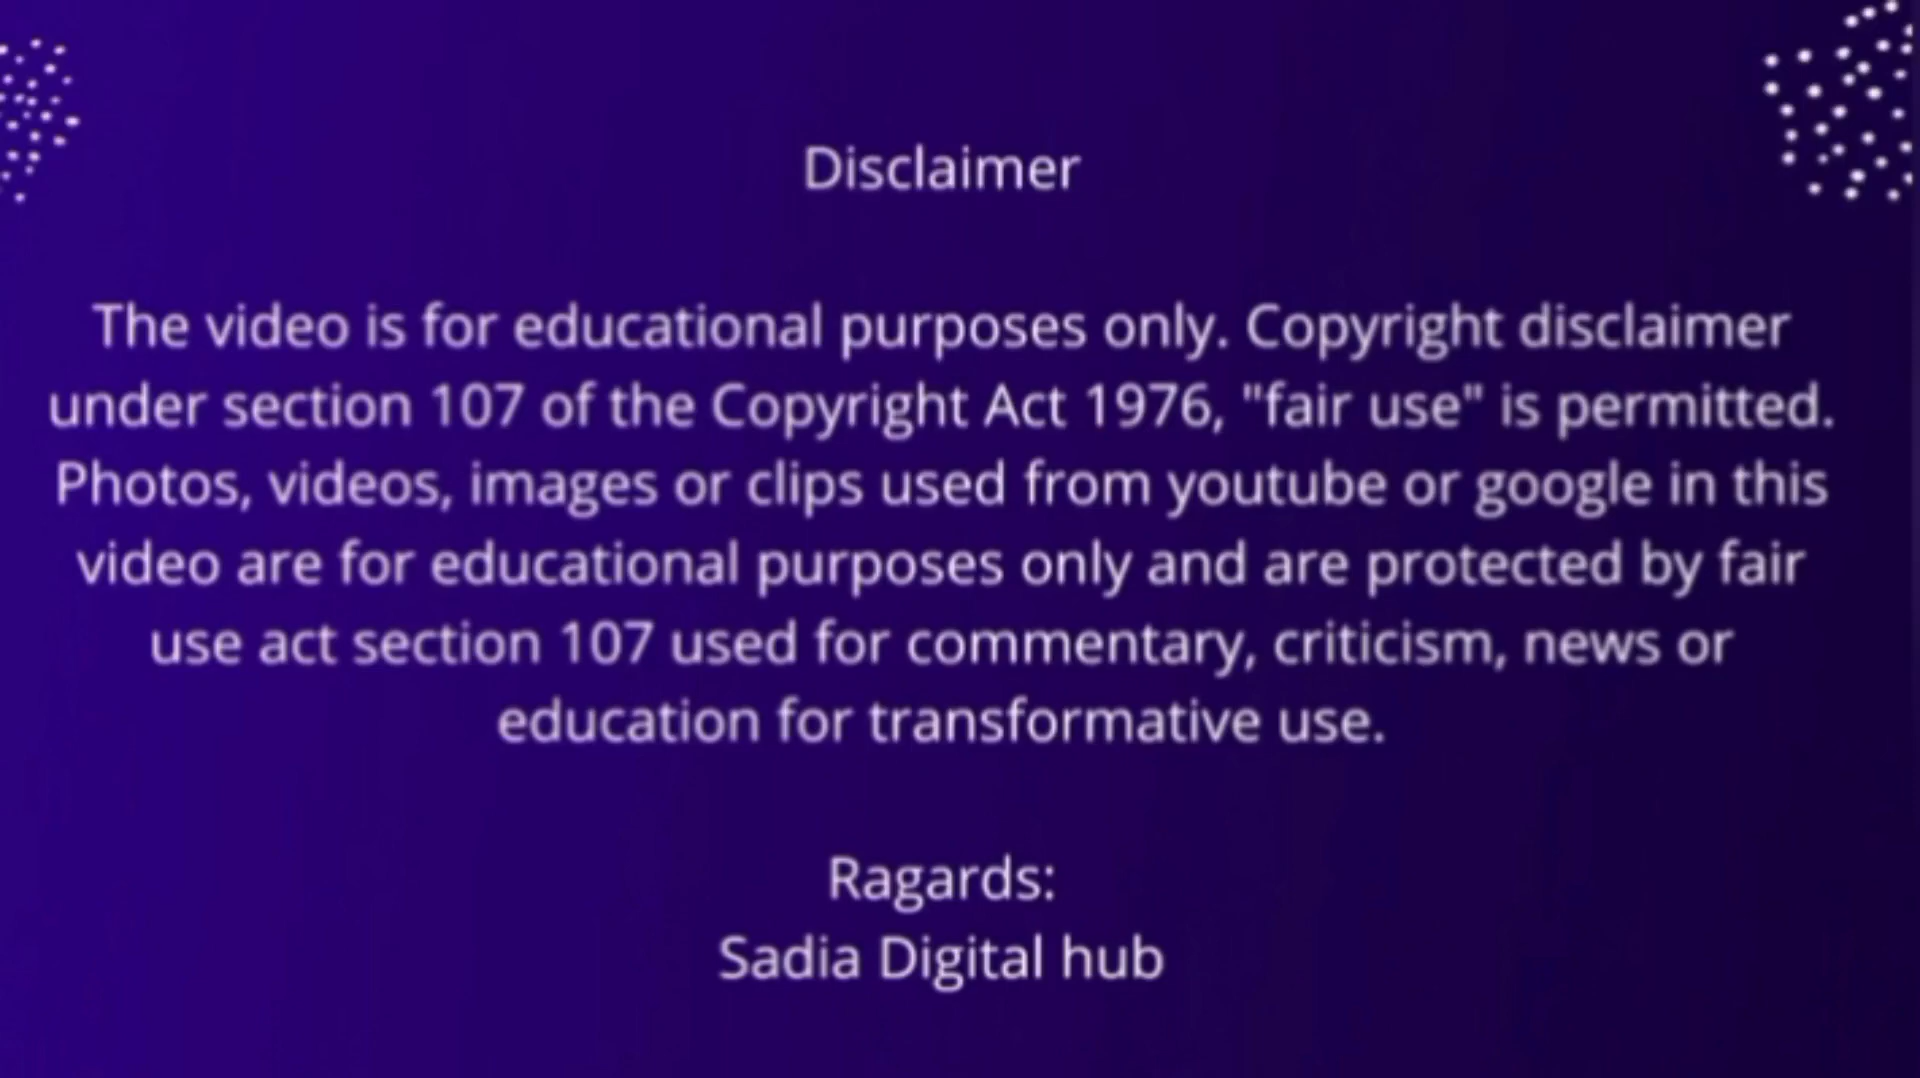 Disclaimer
The video is for educational purposes only. Copyright disclaimer
under section 107 of the Copyright Act 1976, "fair use" is permitted.
Photos, videos, images or clips used from youtube or google in this
video are for educational purposes only and are protected by fair
use act section 107 used for commentary, criticism, news or
education for transformative use.
Ragards:
Sadia Digital hub